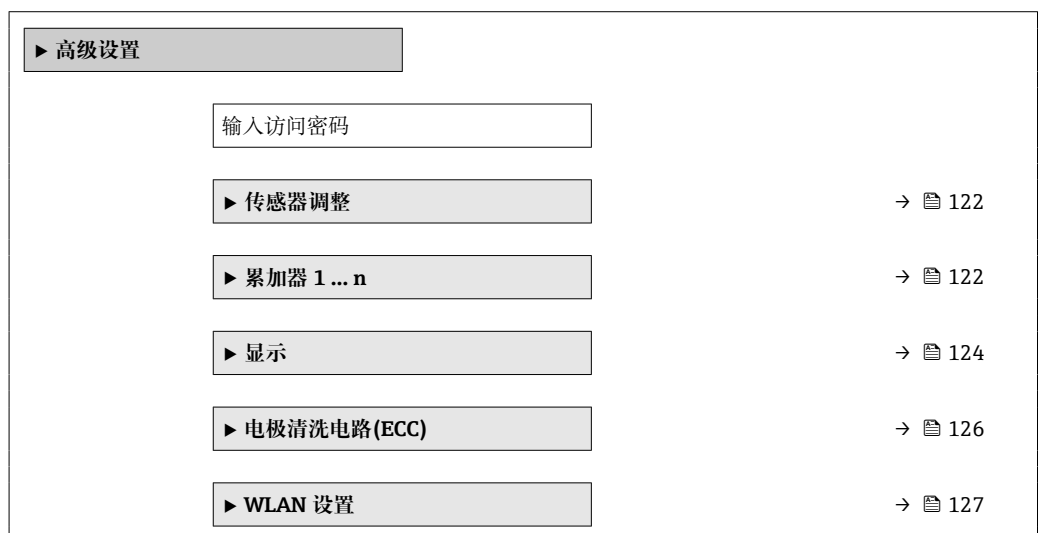 ▶ 高级设置
输入访问密码
▶ 传感器调整 → 🖹 122
▶ 累加器 1 ... n → 🖹 122
▶ 显示 → 🖹 124
▶ 电极清洗电路(ECC) → 🖹 126
▶ WLAN 设置 → 🖹 127